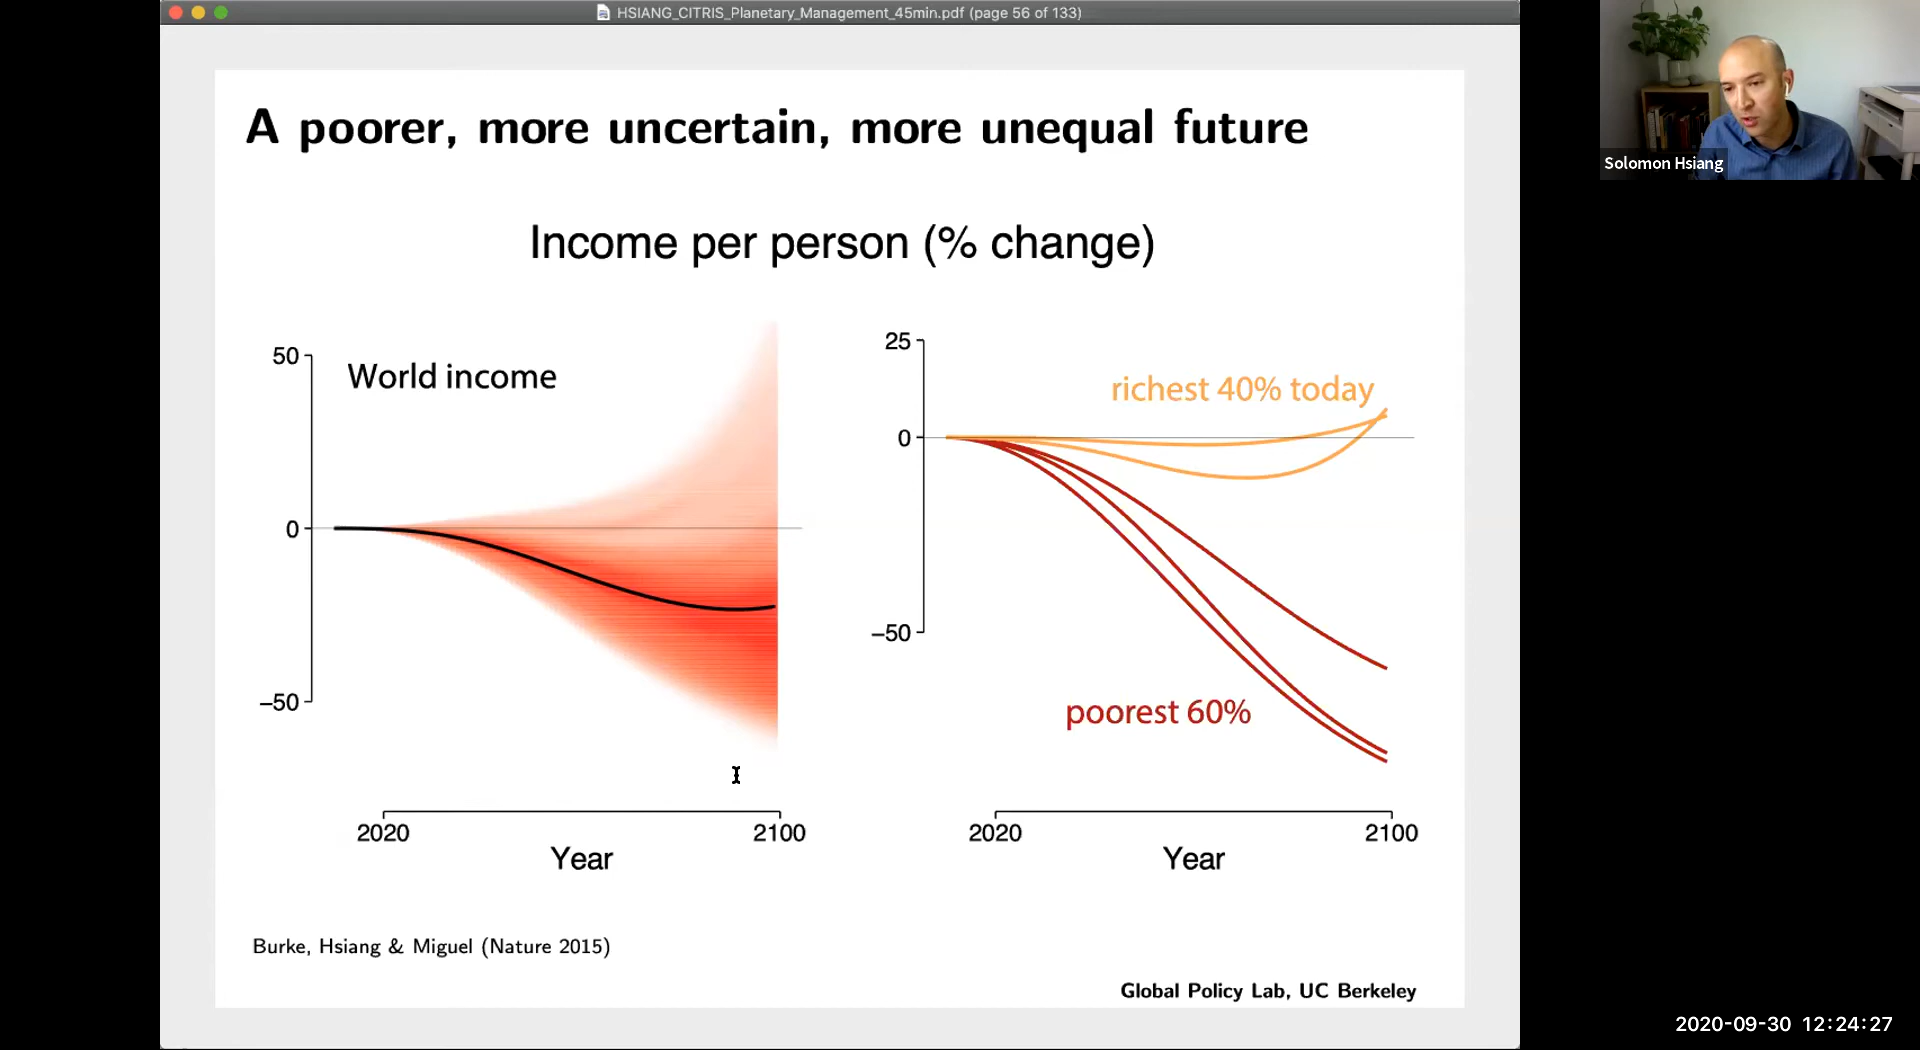 HSIANG_CITRIS_Planetary_Management_45min.pdf (page 56 of 133)
A poorer, more uncertain, more unequal future
Income per person (% change)
World income
50
0
−50
2020
2100
Year
25
0
−50
richest 40% today
poorest 60%
2020
2100
Year
Burke, Hsiang & Miguel (Nature 2015)
Global Policy Lab, UC Berkeley
Solomon Hsiang
2020-09-30 12:24:27